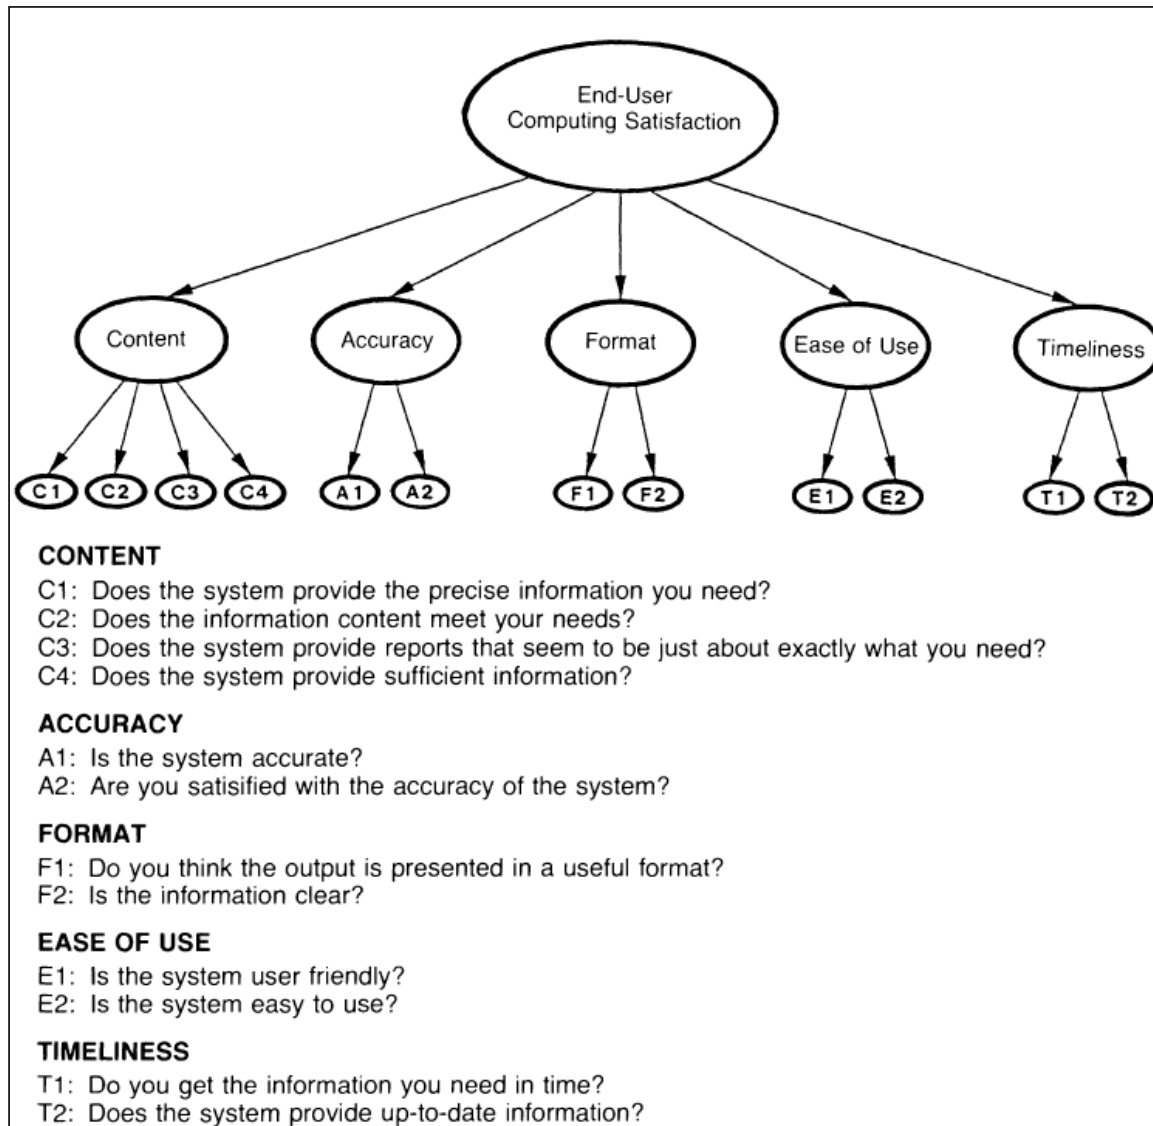 End-User
Computing Satisfaction
Content
Accuracy
Format
Ease of Use
Timeliness
C1 C2 C3 C4 A1 A2 F1 F2 E1 E2 T1 T2
CONTENT
C1: Does the system provide the precise information you need?
C2: Does the information content meet your needs?
C3: Does the system provide reports that seem to be just about exactly what you need?
C4: Does the system provide sufficient information?
ACCURACY
A1: Is the system accurate?
A2: Are you satisified with the accuracy of the system?
FORMAT
F1: Do you think the output is presented in a useful format?
F2: Is the information clear?
EASE OF USE
E1: Is the system user friendly?
E2: Is the system easy to use?
TIMELINESS
T1: Do you get the information you need in time?
T2: Does the system provide up-to-date information?